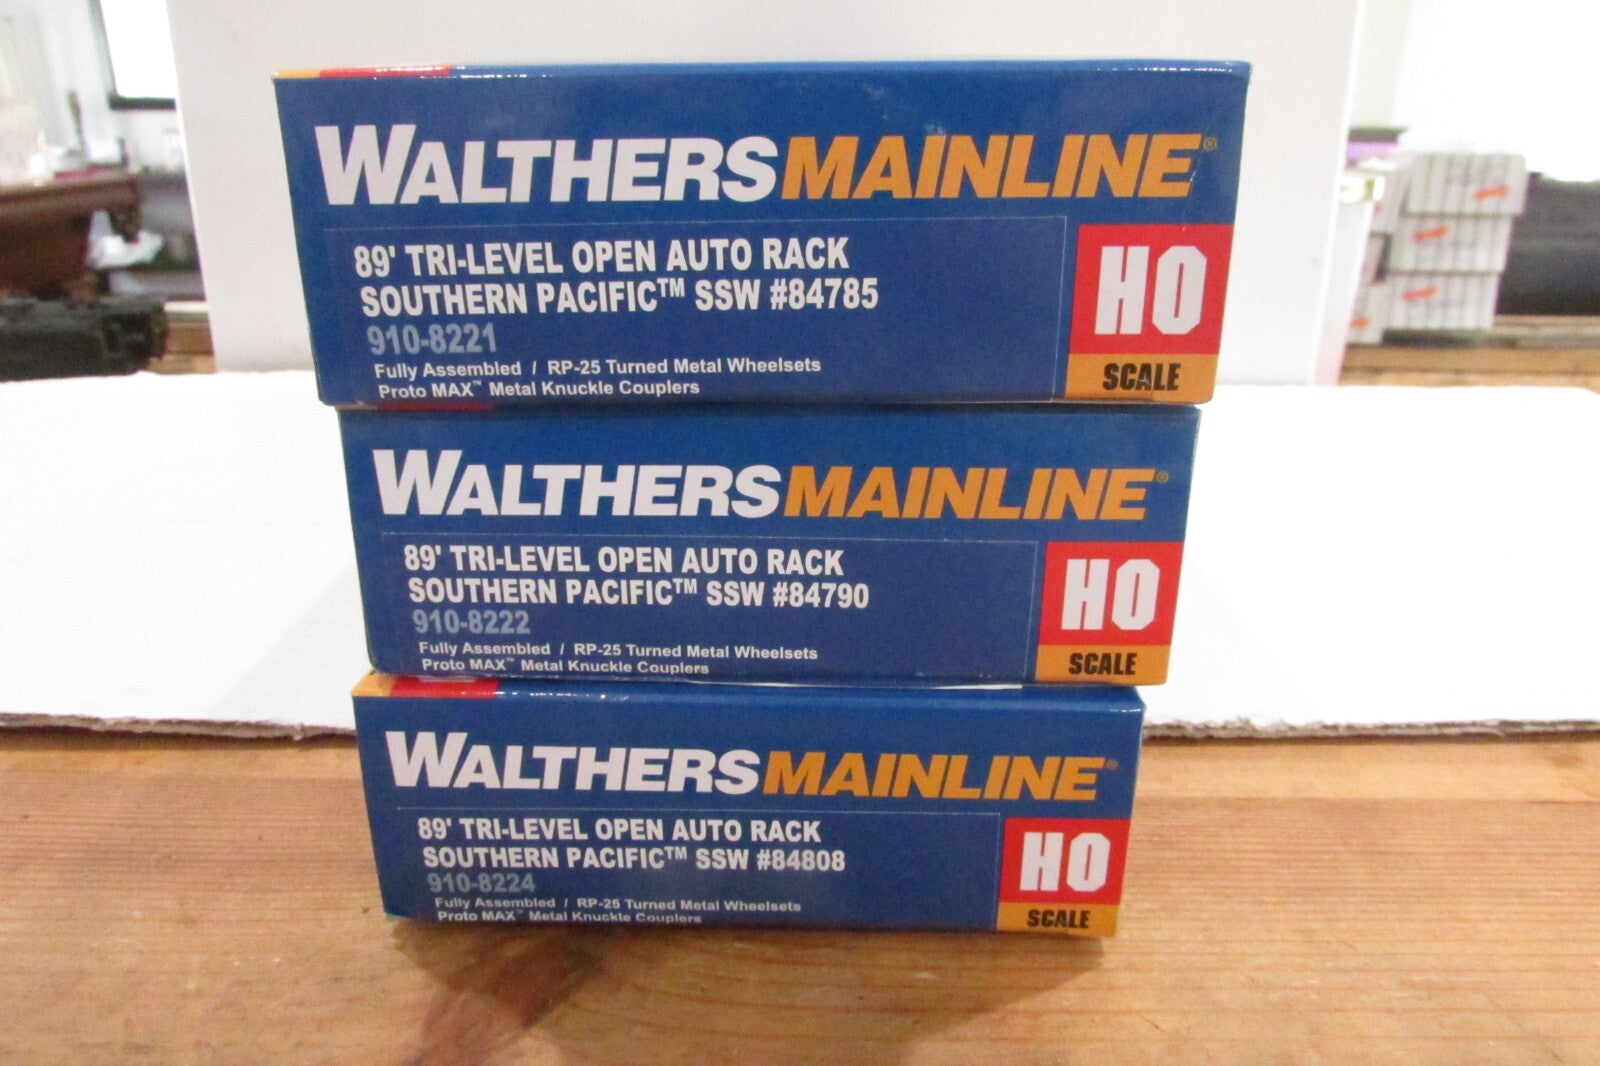 WALTHERSMAINLINE®
89' TRI-LEVEL OPEN AUTO RACK
SOUTHERN PACIFIC™ SSW #84785
910-8221
Fully Assembled / RP-25 Turned Metal Wheelsets
Proto MAX™ Metal Knuckle Couplers
HO
SCALE
WALTHERSMAINLINE®
89' TRI-LEVEL OPEN AUTO RACK
SOUTHERN PACIFIC™ SSW #84790
910-8222
Fully Assembled / RP-25 Turned Metal Wheelsets
Proto MAX™ Metal Knuckle Couplers
HO
SCALE
WALTHERSMAINLINE®
89' TRI-LEVEL OPEN AUTO RACK
SOUTHERN PACIFIC™ SSW #84808
910-8224
Fully Assembled / RP-25 Turned Metal Wheelsets
Proto MAX™ Metal Knuckle Couplers
HO
SCALE